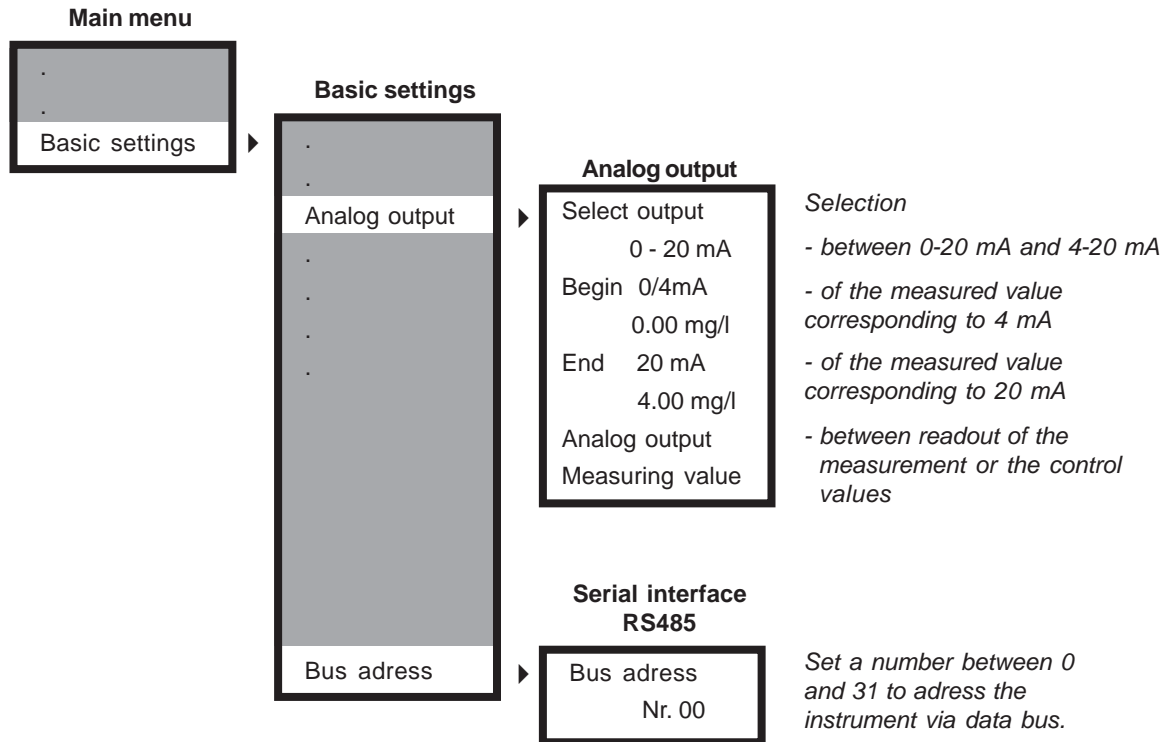 Main menu
.
.
Basic settings
Basic settings
.
.
Analog output
.
.
.
.
Bus adress
Analog output
Select output
0 - 20 mA
Begin 0/4mA
0.00 mg/l
End 20 mA
4.00 mg/l
Analog output
Measuring value
Selection
- between 0-20 mA and 4-20 mA
- of the measured value
corresponding to 4 mA
- of the measured value
corresponding to 20 mA
- between readout of the
measurement or the control
values
Serial interface
RS485
Bus adress
Nr. 00
Set a number between 0
and 31 to adress the
instrument via data bus.